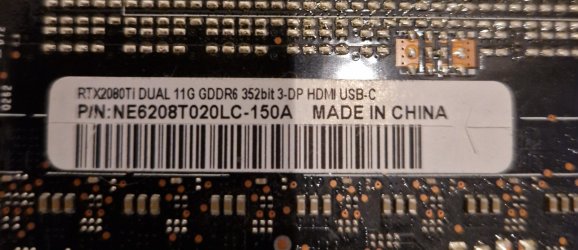 RTX2080Ti DUAL 11G GDDR6 352bit 3-DP HDMI USB-C
P/N:NE6208T020LC-150A MADE IN CHINA